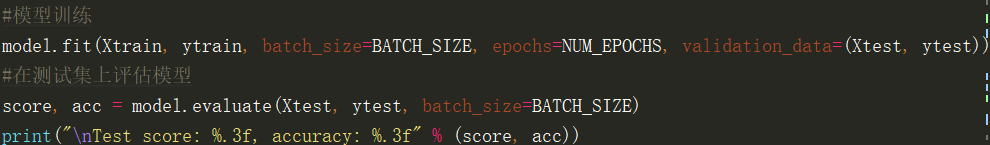 #模型训练
model.fit(Xtrain, ytrain, batch_size=BATCH_SIZE, epochs=NUM_EPOCHS, validation_data=(Xtest, ytest))
#在测试集上评估模型
score, acc = model.evaluate(Xtest, ytest, batch_size=BATCH_SIZE)
print("\nTest score: %.3f, accuracy: %.3f" % (score, acc))